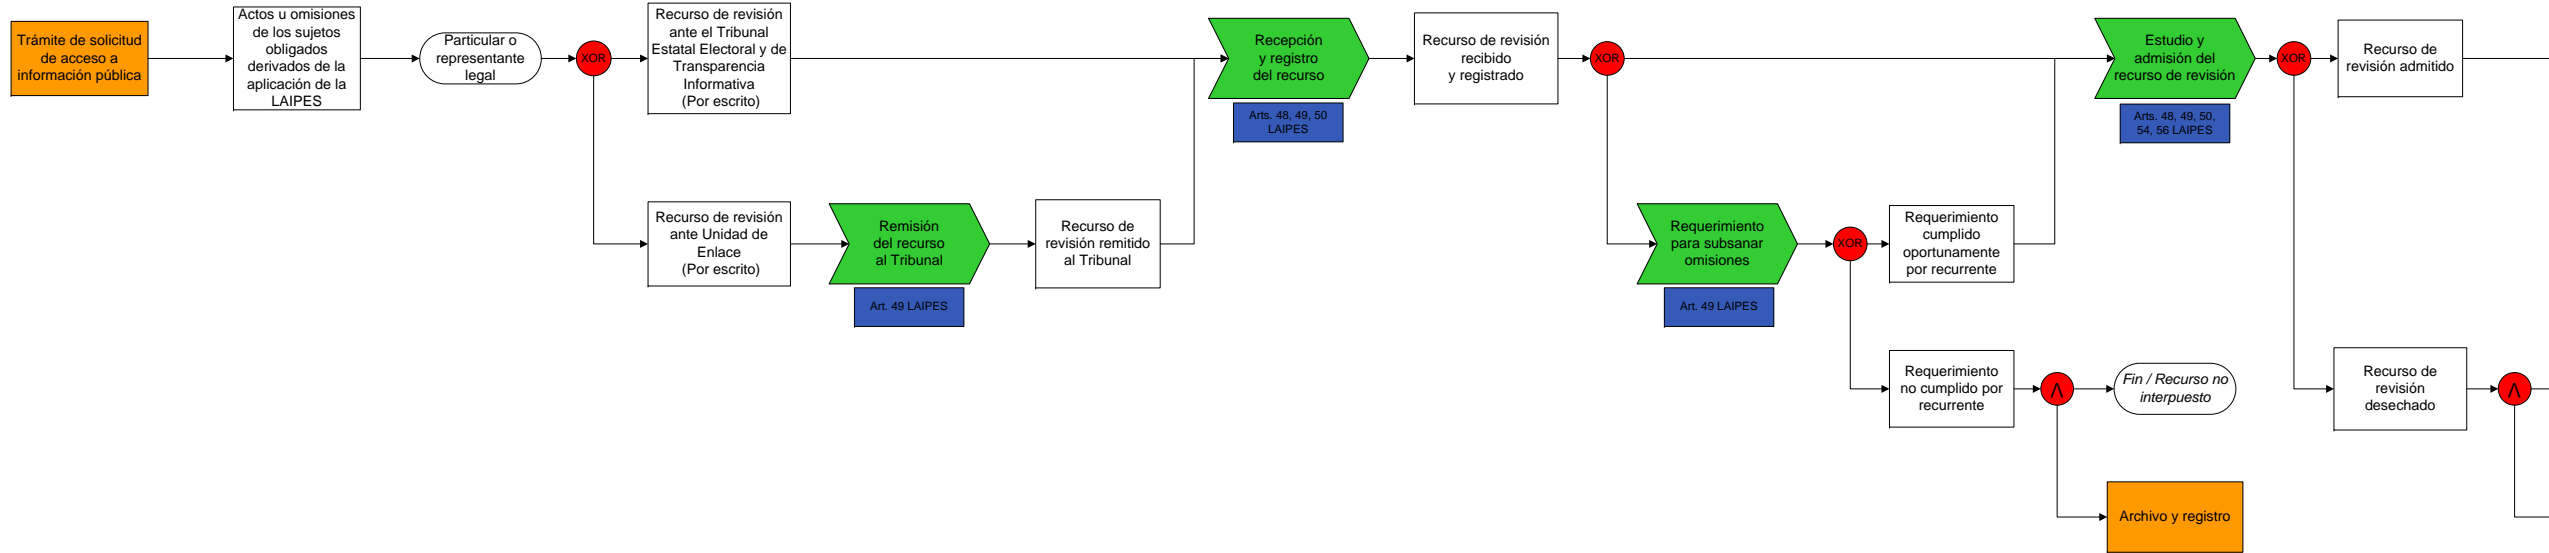 Trámite de solicitud
de acceso a
información pública
Actos u omisiones
de los sujetos
obligados
derivados de la
aplicación de la
LAIPES
Particular o
representante
legal
XOR
Recurso de revisión
ante el Tribunal
Estatal Electoral y de
Transparencia
Informativa
(Por escrito)
Recepción
y registro
del recurso
Arts. 48, 49, 50
LAIPES
Recurso de revisión
recibido
y registrado
XOR
Estudio y
admisión del
recurso de revisión
Arts. 48, 49, 50,
54, 56 LAIPES
XOR
Recurso de
revisión admitido
Recurso de revisión
ante Unidad de
Enlace
(Por escrito)
Remisión
del recurso
al Tribunal
Art. 49 LAIPES
Recurso de
revisión remitido
al Tribunal
Requerimiento
para subsanar
omisiones
Art. 49 LAIPES
XOR
Requerimiento
cumplido
oportunamente
por recurrente
Requerimiento
no cumplido por
recurrente
Λ
Fin / Recurso no
interpuesto
Recurso de
revisión
desechado
Λ
Archivo y registro